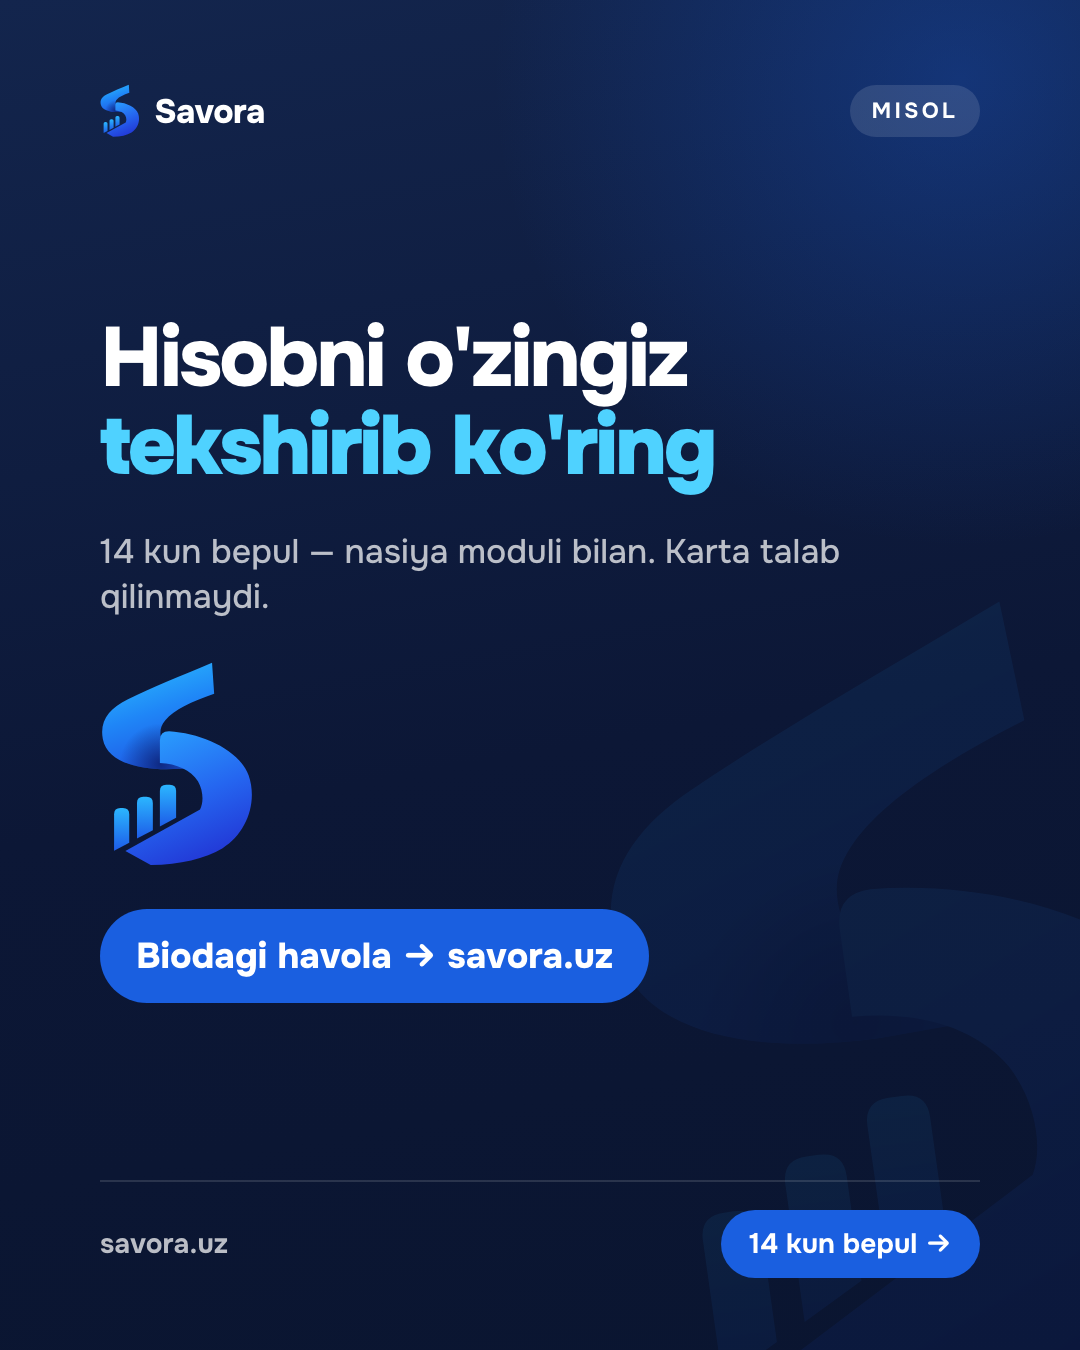 Savora
MISOL
Hisobni o'zingiz
tekshirib ko'ring
14 kun bepul — nasiya moduli bilan. Karta talab
qilinmaydi.
Biodagi havola → savora.uz
savora.uz
14 kun bepul →